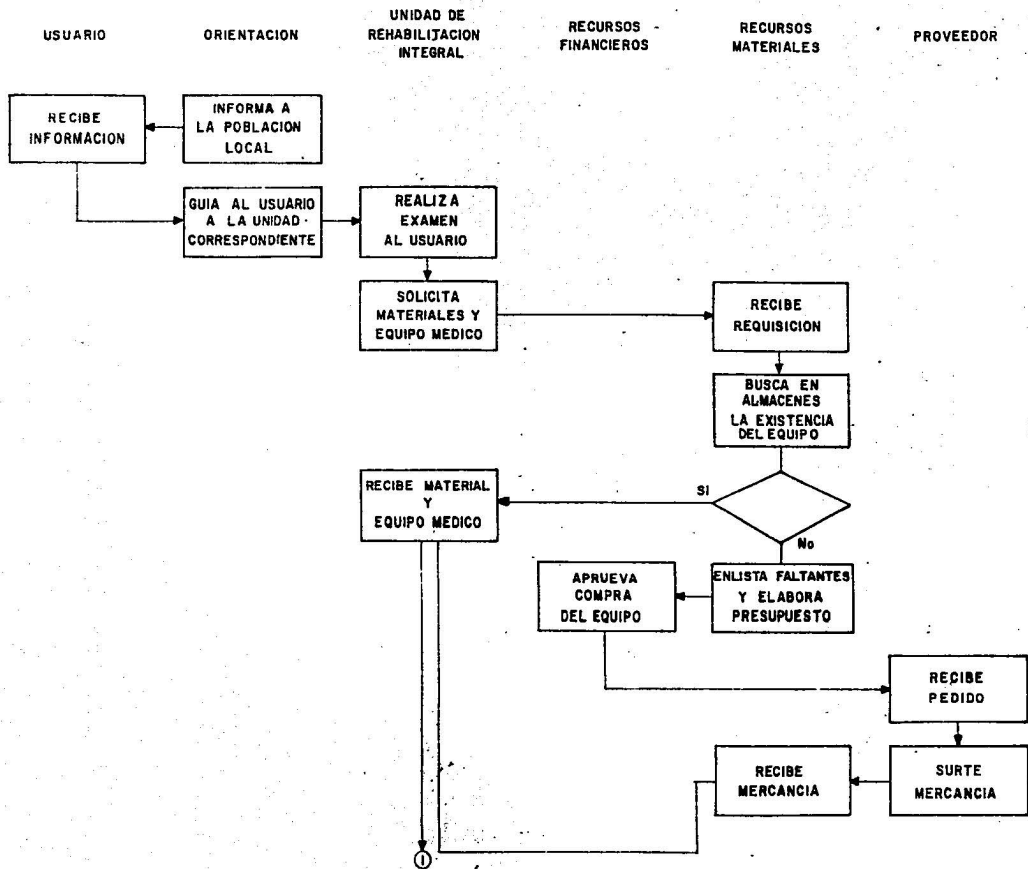 USUARIO
ORIENTACION
UNIDAD DE
REHABILITACION
INTEGRAL
RECURSOS
FINANCIEROS
RECURSOS
MATERIALES
PROVEEDOR
RECIBE
INFORMACION
INFORMA A
LA POBLACION
LOCAL
GUIA AL USUARIO
A LA UNIDAD
CORRESPONDIENTE
REALIZA
EXAMEN
AL USUARIO
SOLICITA
MATERIALES Y
EQUIPO MEDICO
RECIBE
REQUISICION
BUSCA EN
ALMACENES
LA EXISTENCIA
DEL EQUIPO
SI
No
RECIBE MATERIAL
Y
EQUIPO MEDICO
APRUEVA
COMPRA
DEL EQUIPO
ENLISTA FALTANTES
Y ELABORA
PRESUPUESTO
RECIBE
PEDIDO
RECIBE
MERCANCIA
SURTE
MERCANCIA
1